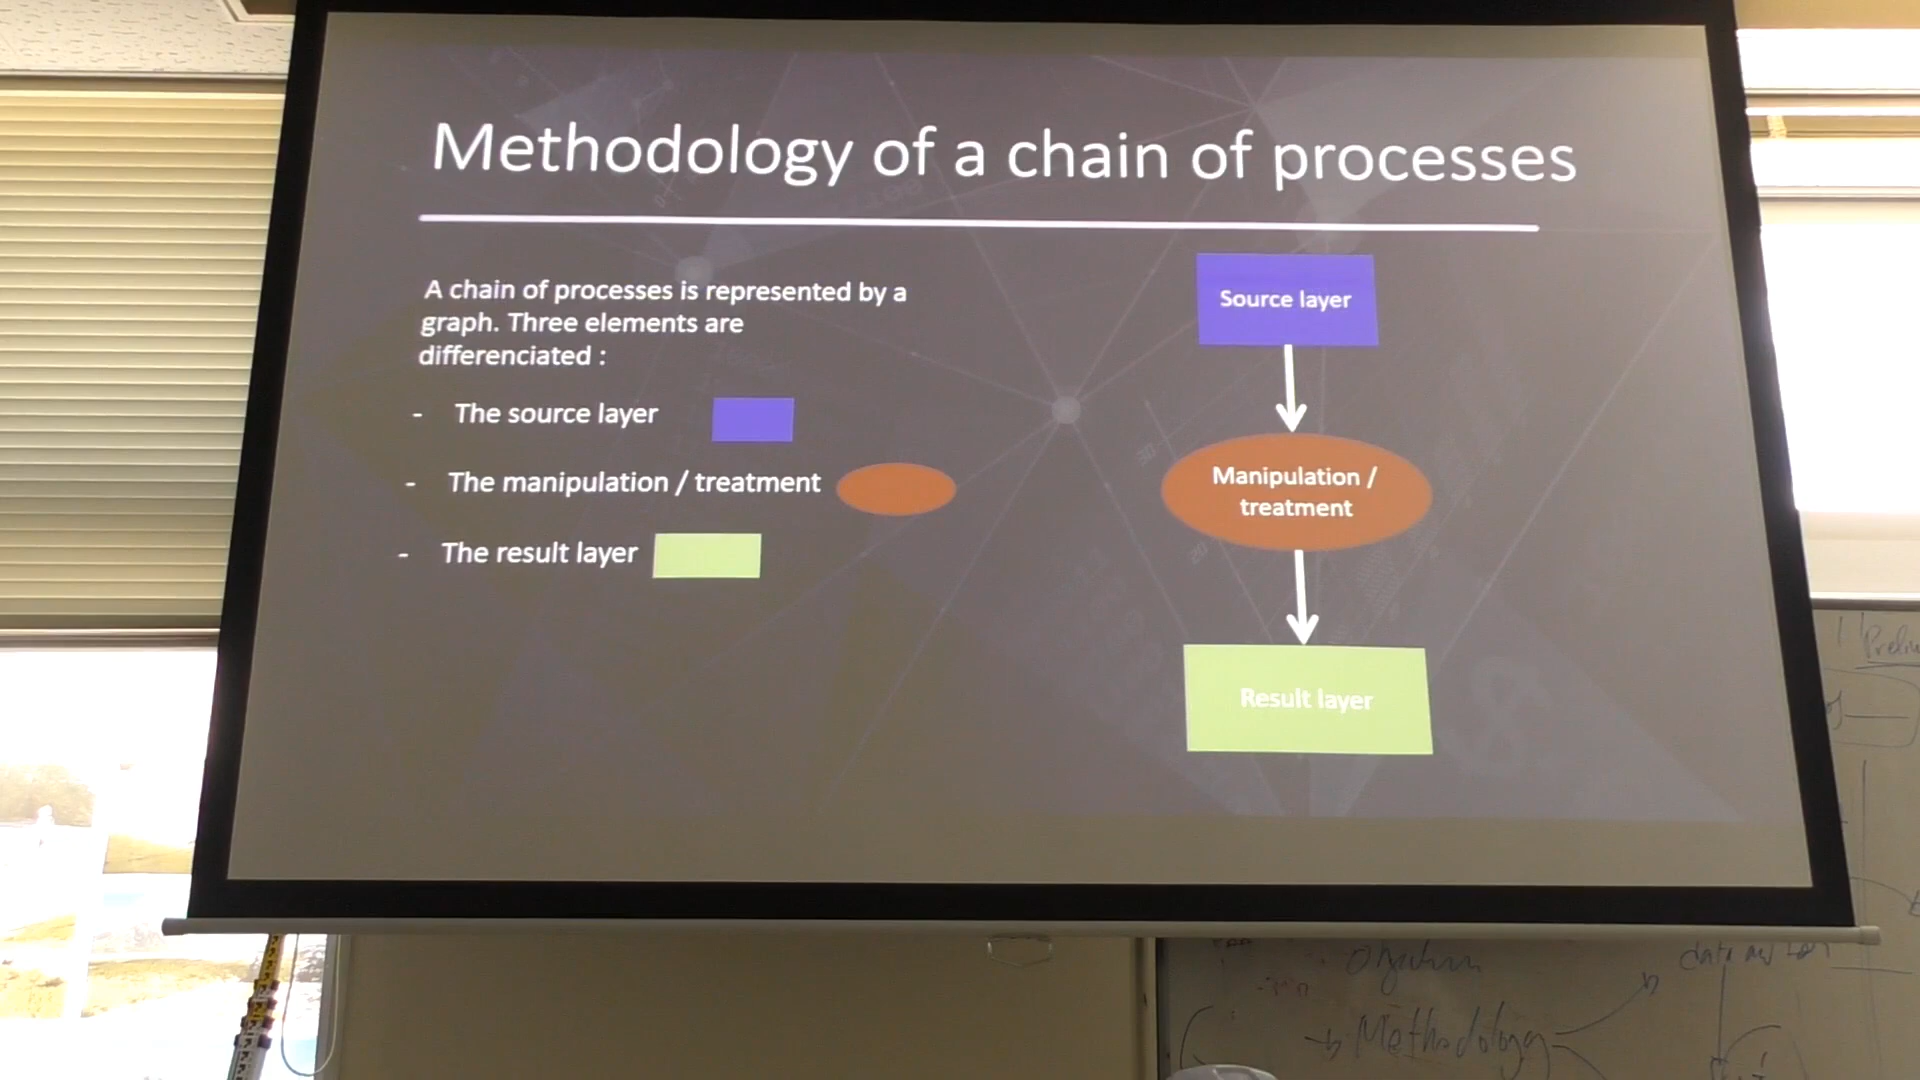 Methodology of a chain of processes
A chain of processes is represented by a
graph. Three elements are
differenciated :
- The source layer
- The manipulation / treatment
- The result layer
Source layer
Manipulation /
treatment
Result layer
Methodology